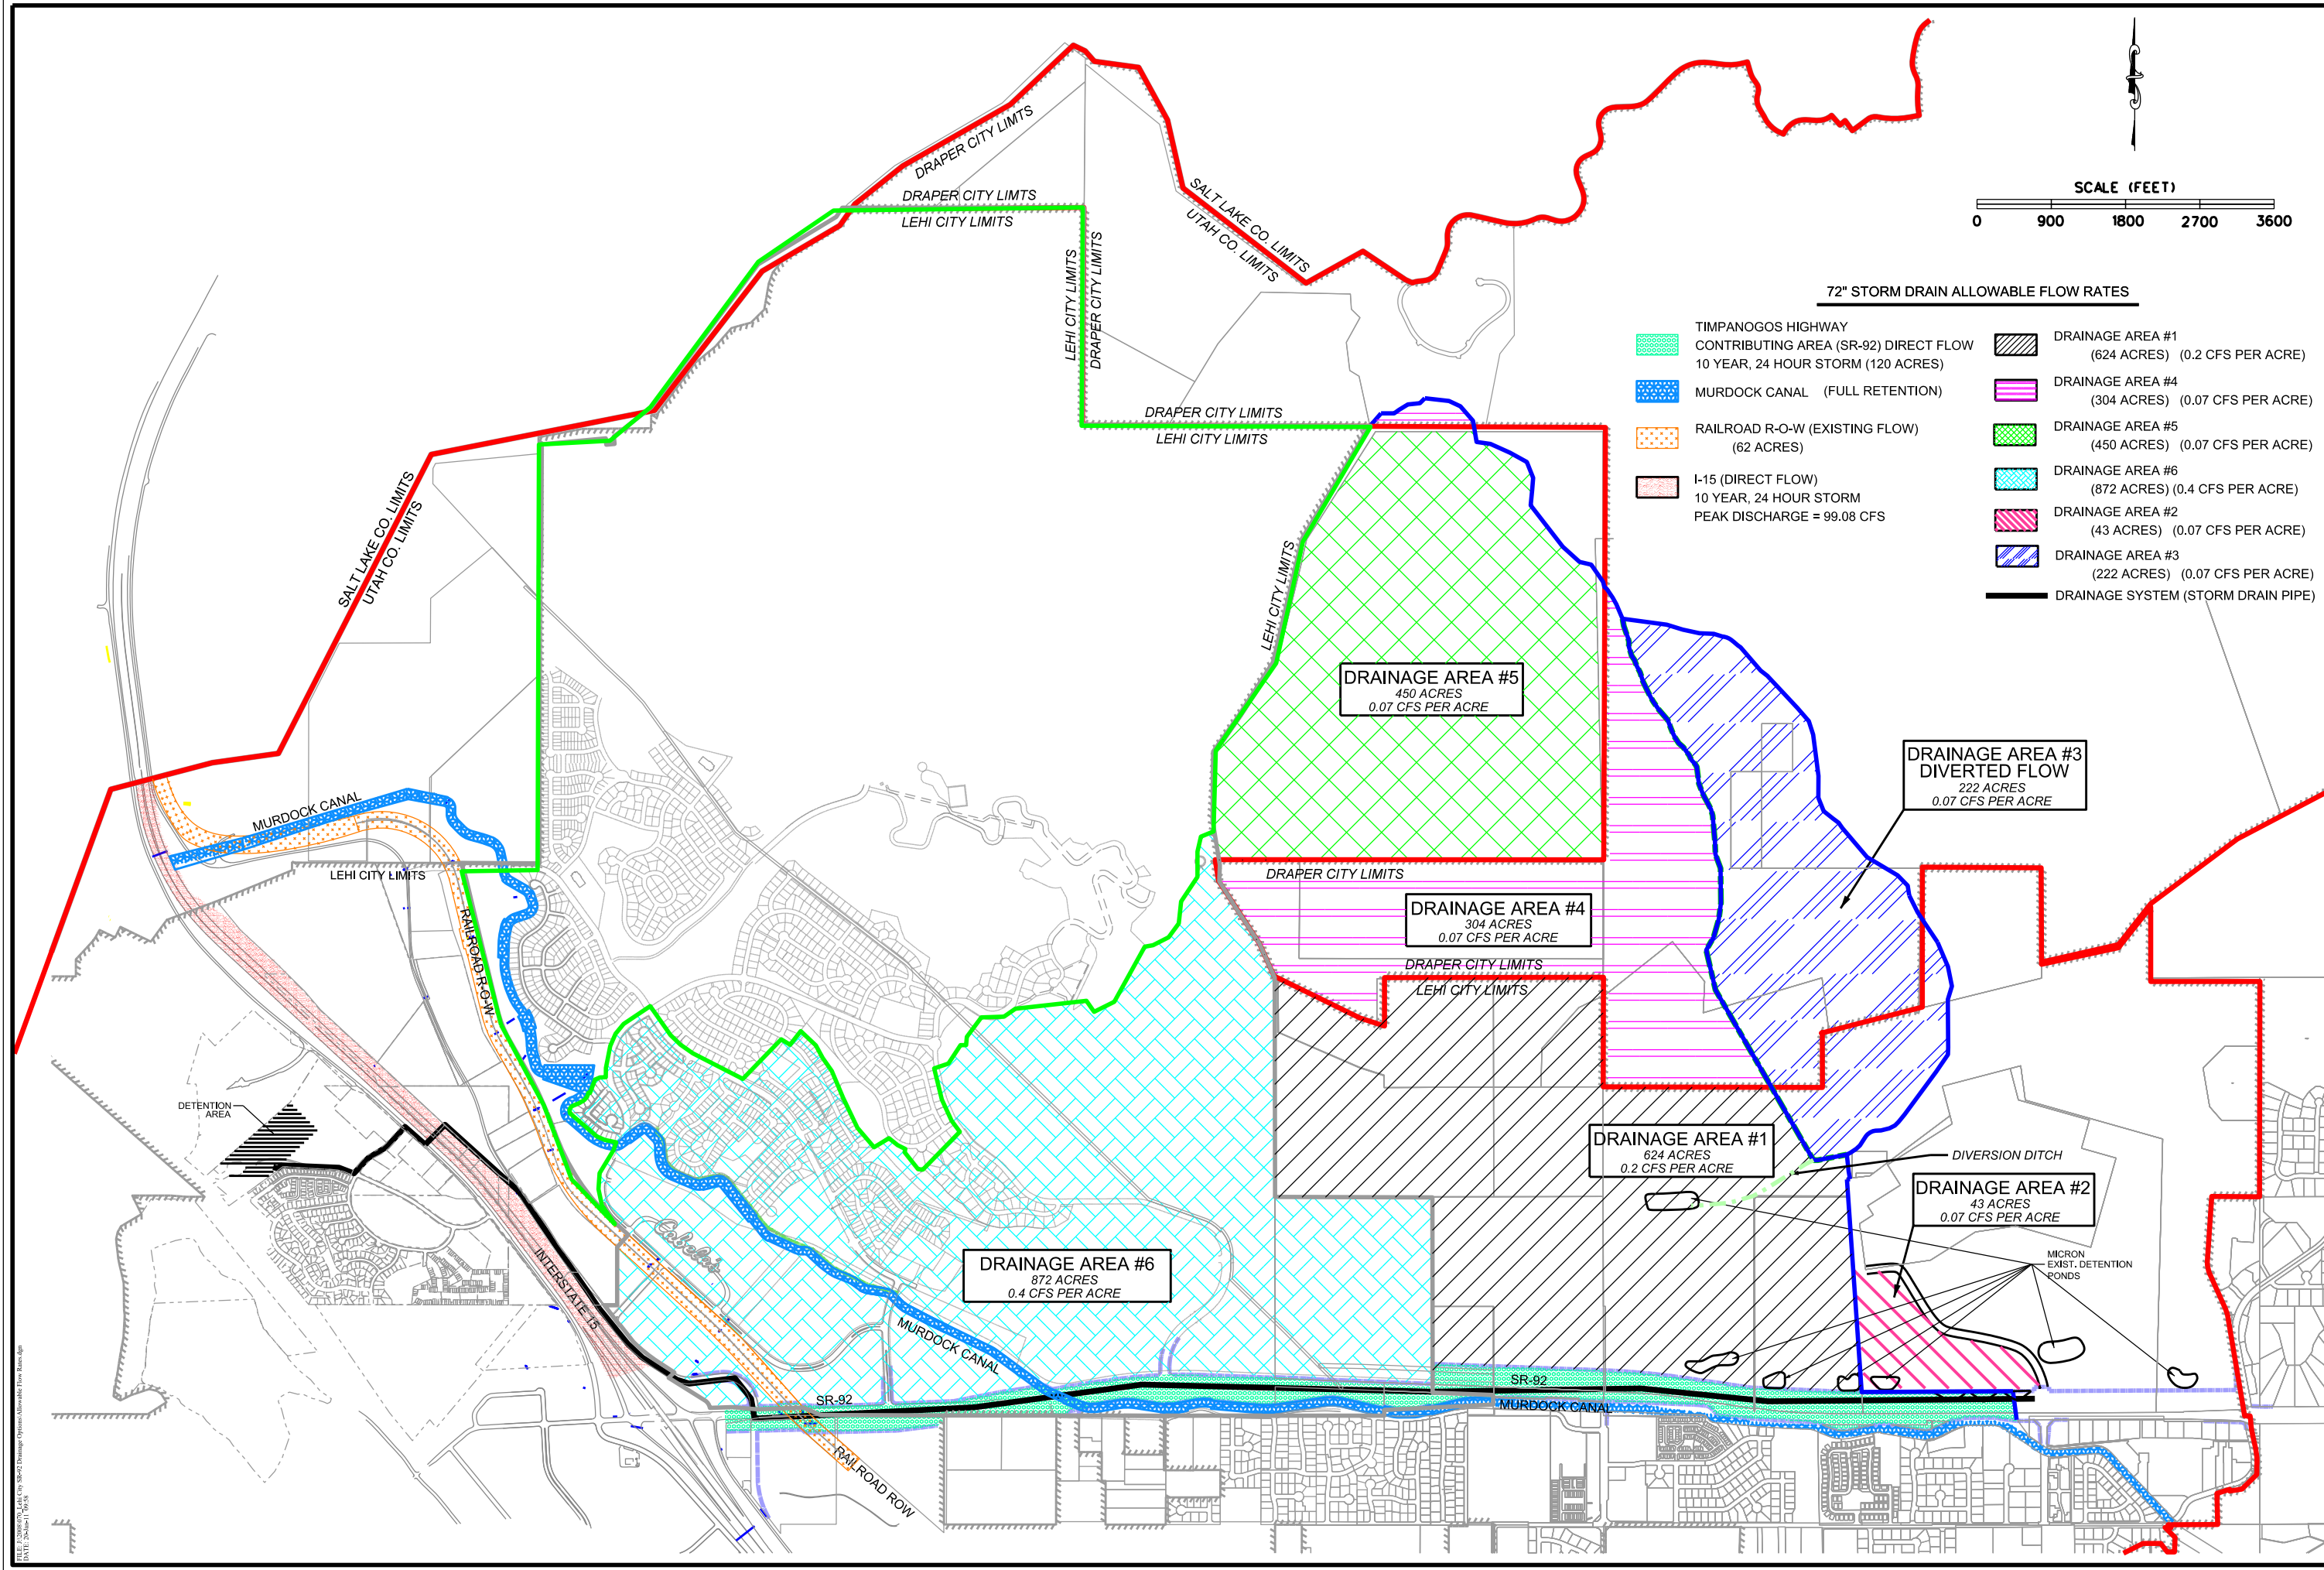 DRAPER CITY LIMTS
DRAPER CITY LIMTS
LEHI CITY LIMITS
SALT LAKE CO. LIMITS
UTAH CO. LIMITS
LEHI CITY LIMITS
DRAPER CITY LIMITS
SCALE (FEET)
0 900 1800 2700 3600
72" STORM DRAIN ALLOWABLE FLOW RATES
TIMPANOGOS HIGHWAY
CONTRIBUTING AREA (SR-92) DIRECT FLOW
10 YEAR, 24 HOUR STORM (120 ACRES)
MURDOCK CANAL (FULL RETENTION)
RAILROAD R-O-W (EXISTING FLOW)
(62 ACRES)
I-15 (DIRECT FLOW)
10 YEAR, 24 HOUR STORM
PEAK DISCHARGE = 99.08 CFS
DRAINAGE AREA #1
(624 ACRES) (0.2 CFS PER ACRE)
DRAINAGE AREA #4
(304 ACRES) (0.07 CFS PER ACRE)
DRAINAGE AREA #5
(450 ACRES) (0.07 CFS PER ACRE)
DRAINAGE AREA #6
(872 ACRES) (0.4 CFS PER ACRE)
DRAINAGE AREA #2
(43 ACRES) (0.07 CFS PER ACRE)
DRAINAGE AREA #3
(222 ACRES) (0.07 CFS PER ACRE)
DRAINAGE SYSTEM (STORM DRAIN PIPE)
DRAPER CITY LIMITS
LEHI CITY LIMITS
SALT LAKE CO. LIMITS
UTAH CO. LIMITS
LEHI CITY LIMITS
DRAINAGE AREA #5
450 ACRES
0.07 CFS PER ACRE
DRAINAGE AREA #3
DIVERTED FLOW
222 ACRES
0.07 CFS PER ACRE
MURDOCK CANAL
LEHI CITY LIMITS
DRAPER CITY LIMITS
DRAINAGE AREA #4
304 ACRES
0.07 CFS PER ACRE
RAILROAD R-O-W
DRAPER CITY LIMITS
LEHI CITY LIMITS
DETENTION
AREA
DRAINAGE AREA #1
624 ACRES
0.2 CFS PER ACRE
DIVERSION DITCH
DRAINAGE AREA #2
43 ACRES
0.07 CFS PER ACRE
Cabela's
MICRON
EXIST. DETENTION
PONDS
DRAINAGE AREA #6
872 ACRES
0.4 CFS PER ACRE
INTERSTATE 15
MURDOCK CANAL
SR-92
SR-92
MURDOCK CANAL
RAILROAD ROW